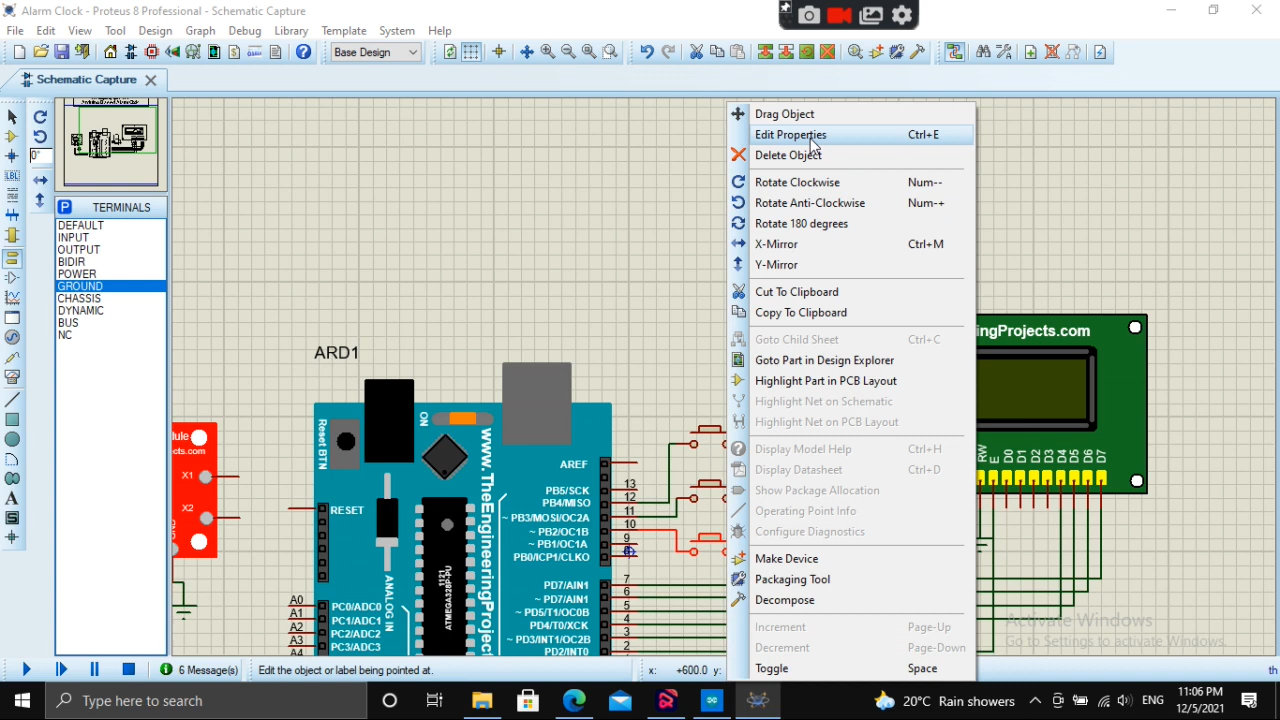 Alarm Clock - Proteus 8 Professional - Schematic Capture
File Edit View Tool Design Graph Debug Library Template System Help
Base Design
Schematic Capture
0°
LBL
P TERMINALS
DEFAULT
INPUT
OUTPUT
BIDIR
POWER
GROUND
CHASSIS
DYNAMIC
BUS
NC
Drag Object
Edit Properties Ctrl+E
Delete Object
Rotate Clockwise Num--
Rotate Anti-Clockwise Num-+
Rotate 180 degrees
X-Mirror Ctrl+M
Y-Mirror
Cut To Clipboard
Copy To Clipboard
Goto Child Sheet Ctrl+C
Goto Part in Design Explorer
Highlight Part in PCB Layout
Highlight Net on Schematic
Highlight Net on PCB Layout
Display Model Help Ctrl+H
Display Datasheet Ctrl+D
Show Package Allocation
Operating Point Info
Configure Diagnostics
Make Device
Packaging Tool
Decompose
Increment Page-Up
Decrement Page-Down
Toggle Space
ARD1
Reset BTN
ON
www.TheEngineeringProjec
ANALOG IN
ATMEGA328P-PU
1121
RESET
AREF
PB5/SCK 13
PB4/MISO 12
~ PB3/MOSI/OC2A 11
~ PB2/OC1B 10
~ PB1/OC1A 9
PB0/ICP1/CLKO
PD7/AIN1 7
~ PD7/AIN1 6
~ PD5/T1/OC0B 5
PD4/T0/XCK 4
~ PD3/INT1/OC2B 3
PD2/INT0 2
A0 PC0/ADC0
A1 PC1/ADC1
A2 PC2/ADC2
A3 PC3/ADC3
A4
dule
cts.com
X1
X2
ingProjects.com
RW E D0 D1 D2 D3 D4 D5 D6 D7
Activate Windows
Go to Settings to activate Windows.
6 Message(s) Edit the object or label being pointed at. x: +600.0 y: th
Type here to search
20°C Rain showers
ENG
11:06 PM
12/5/2021